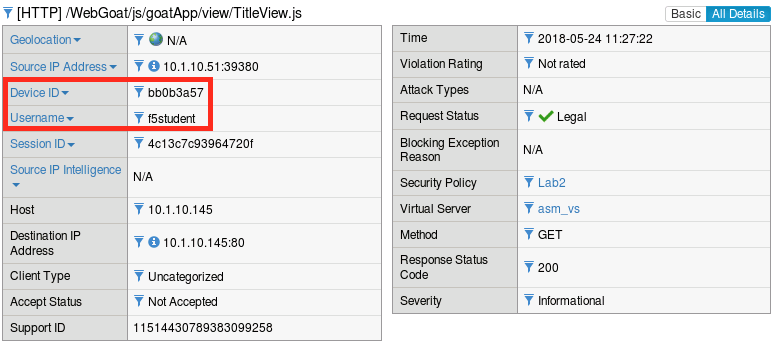 [HTTP] /WebGoat/js/goatApp/view/TitleView.js
Basic All Details
Geolocation N/A
Source IP Address 10.1.10.51:39380
Device ID bb0b3a57
Username f5student
Session ID 4c13c7c93964720f
Source IP Intelligence N/A
Host 10.1.10.145
Destination IP
Address 10.1.10.145:80
Client Type Uncategorized
Accept Status Not Accepted
Support ID 11514430789383099258
Time 2018-05-24 11:27:22
Violation Rating Not rated
Attack Types N/A
Request Status Legal
Blocking Exception
Reason N/A
Security Policy Lab2
Virtual Server asm_vs
Method GET
Response Status
Code 200
Severity Informational